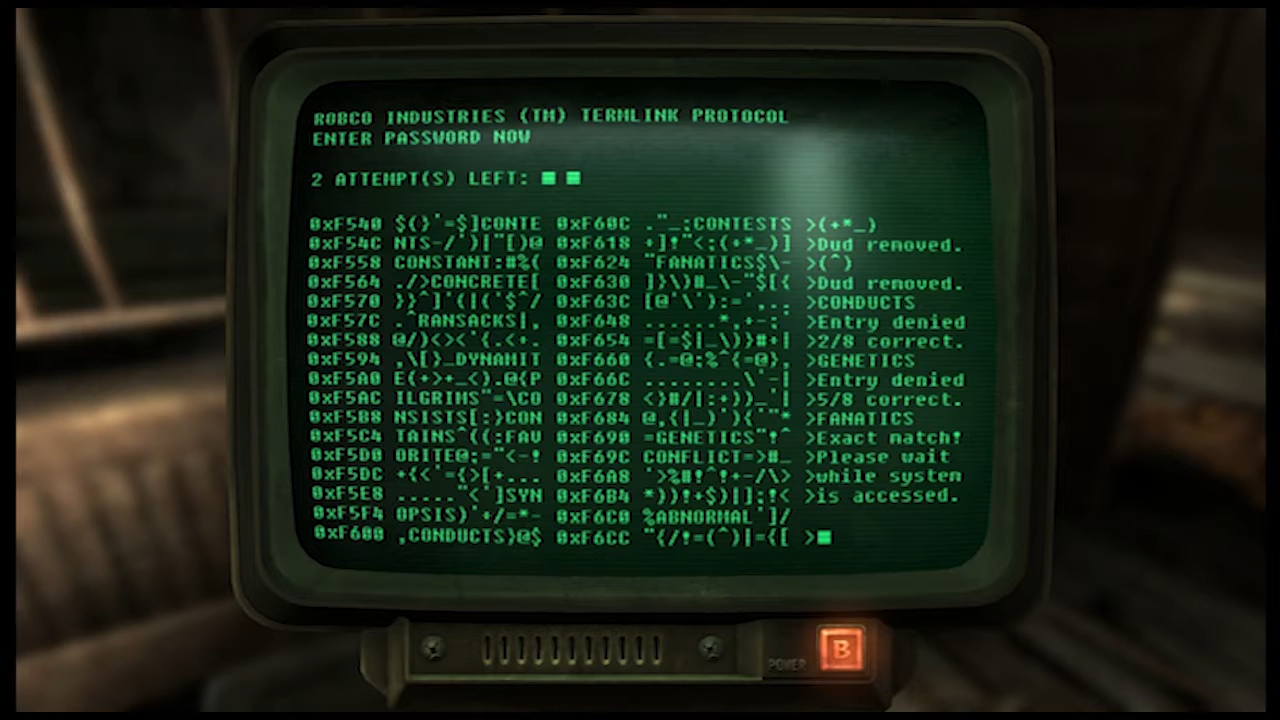 ROBCO INDUSTRIES (TM) TERMLINK PROTOCOL
ENTER PASSWORD NOW
2 ATTEMPT(S) LEFT: ■ ■
0xF540 $(}'=$]CONTE 0xF60C ."_;CONTESTS >(+*_)
0xF54C NTS-/')|"[)@ 0xF618 +]!"<;(+*_)] >Dud removed.
0xF558 CONSTANT:#%( 0xF624 "FANATICS$\- >(^)
0xF564 ./>CONCRETE[ 0xF630 ]}\)#_\-"$[{ >Dud removed.
0xF570 }}^]'(|('$^/ 0xF63C [@'\'):=',.. >CONDUCTS
0xF57C .^RANSACKS|, 0xF648 ......*,+-; >Entry denied
0xF588 @/)<><'{.<+. 0xF654 =[=$|_\)}#+| >2/8 correct.
0xF594 ,\[}_DYNAMIT 0xF660 {.=@;%^{=@}, >GENETICS
0xF5A0 E(+>+_<).@{P 0xF66C ........\'-| >Entry denied
0xF5AC ILGRIMS"=\CO 0xF678 <}#/|:+))_'| >5/8 correct.
0xF5B8 NSISTS[:}CON 0xF684 @,{|_)'){'"* >FANATICS
0xF5C4 TAINS^((:FAV 0xF690 =GENETICS"!^ >Exact match!
0xF5D0 ORITE@;="<-! 0xF69C CONFLICT=>#_ >Please wait
0xF5DC +{<'={>[+... 0xF6A8 '>%#!^!+-/\> >while system
0xF5E8 ....."<']SYN 0xF6B4 *))!+$)|];!< >is accessed.
0xF5F4 OPSIS)'+/=*- 0xF6C0 %ABNORMAL']/
0xF600 ,CONDUCTS}@$ 0xF6CC "{/!=(^)|={[ >■
POWER
B